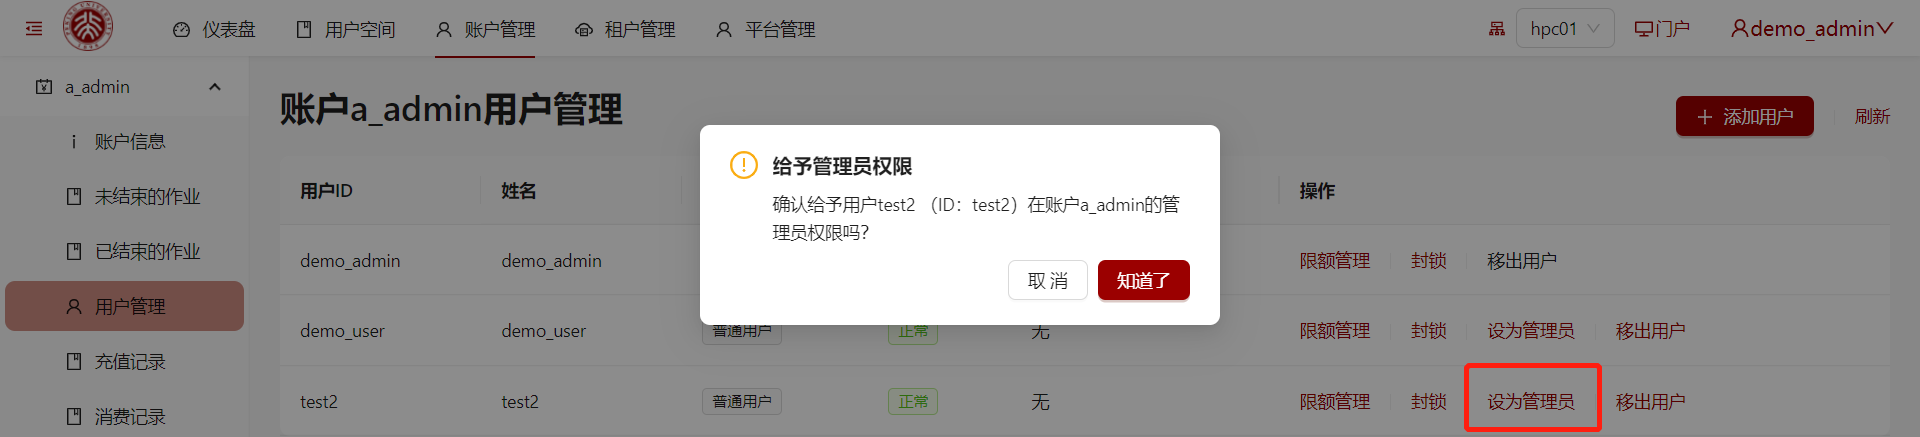 仪表盘 用户空间 账户管理 租户管理 平台管理 hpc01 门户 demo_admin
a_admin
账户信息
未结束的作业
已结束的作业
用户管理
充值记录
消费记录
账户a_admin用户管理
添加用户 刷新
用户ID 姓名 操作
demo_admin demo_admin 限额管理 封锁 移出用户
demo_user demo_user 普通用户 正常 无 限额管理 封锁 设为管理员 移出用户
test2 test2 普通用户 正常 无 限额管理 封锁 设为管理员 移出用户
给予管理员权限
确认给予用户test2 （ID：test2）在账户a_admin的管
理员权限吗？
取 消 知道了